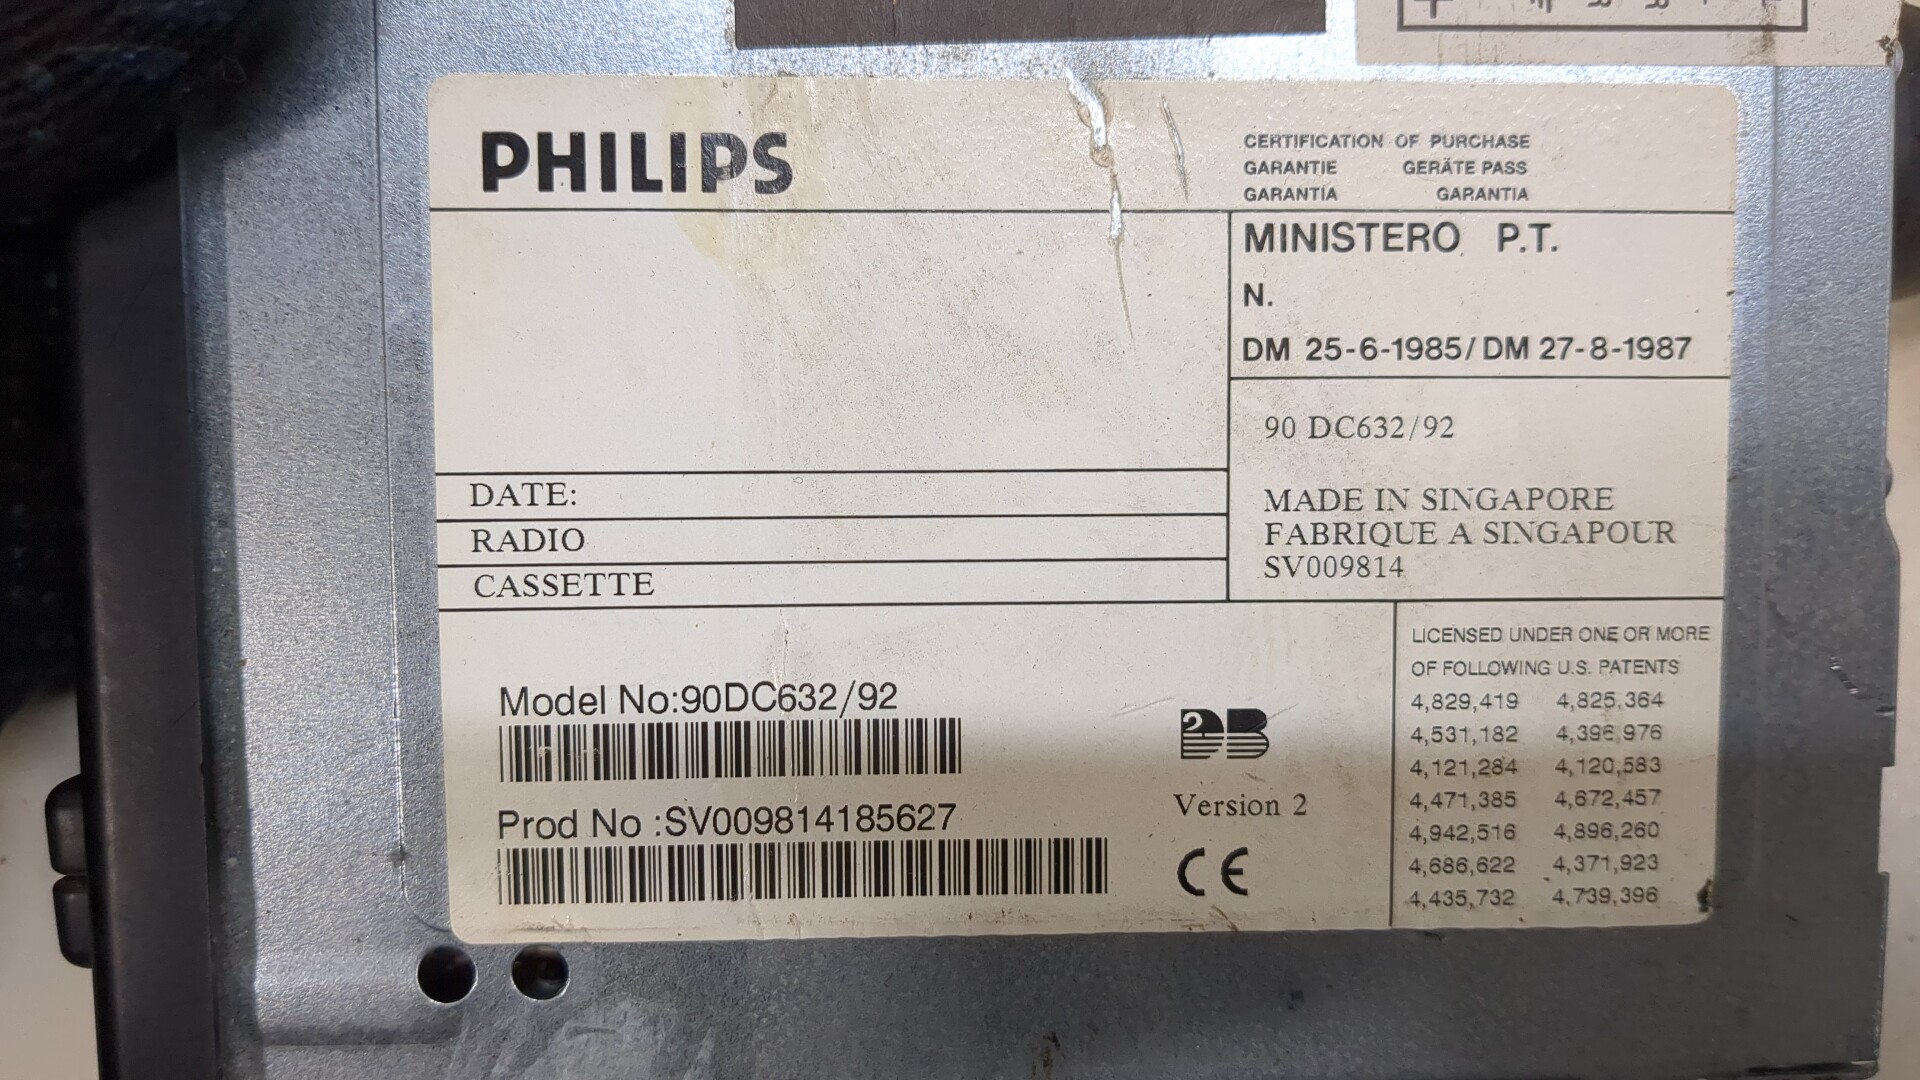 PHILIPS
CERTIFICATION OF PURCHASE
GARANTIE GERÄTE PASS
GARANTIA GARANTIA
MINISTERO P.T.
N.
DM 25-6-1985/DM 27-8-1987
90 DC632/92
DATE:
RADIO
CASSETTE
MADE IN SINGAPORE
FABRIQUE A SINGAPOUR
SV009814
Model No:90DC632/92
Prod No :SV009814185627
2DB
Version 2
CE
LICENSED UNDER ONE OR MORE
OF FOLLOWING U.S. PATENTS
4,829,419 4,825,364
4,531,182 4,396,976
4,121,284 4,120,583
4,471,385 4,672,457
4,942,516 4,896,260
4,686,622 4,371,923
4,435,732 4,739,396